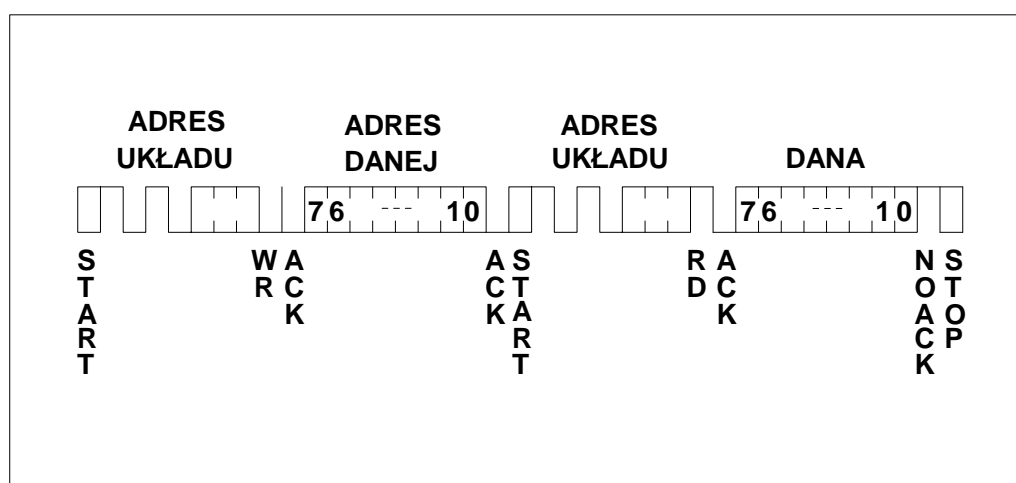 ADRES
UKŁADU
ADRES
DANEJ
ADRES
UKŁADU
DANA
76 --- 10
76 --- 10
START
WR
ACK
ACK
START
RD
ACK
NOACK
STOP